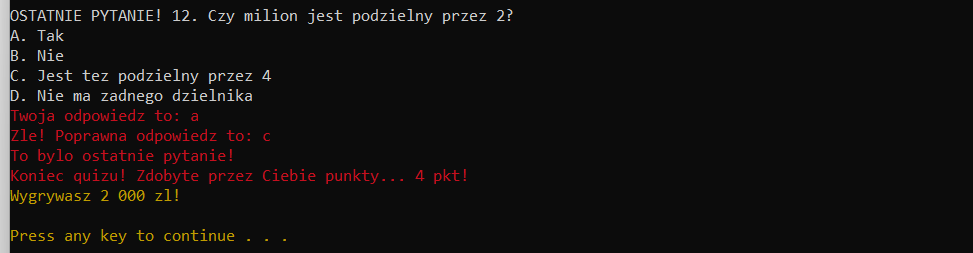 OSTATNIE PYTANIE! 12. Czy milion jest podzielny przez 2?
A. Tak
B. Nie
C. Jest tez podzielny przez 4
D. Nie ma zadnego dzielnika
Twoja odpowiedz to: a
Zle! Poprawna odpowiedz to: c
To bylo ostatnie pytanie!
Koniec quizu! Zdobyte przez Ciebie punkty... 4 pkt!
Wygrywasz 2 000 zl!
Press any key to continue . . .